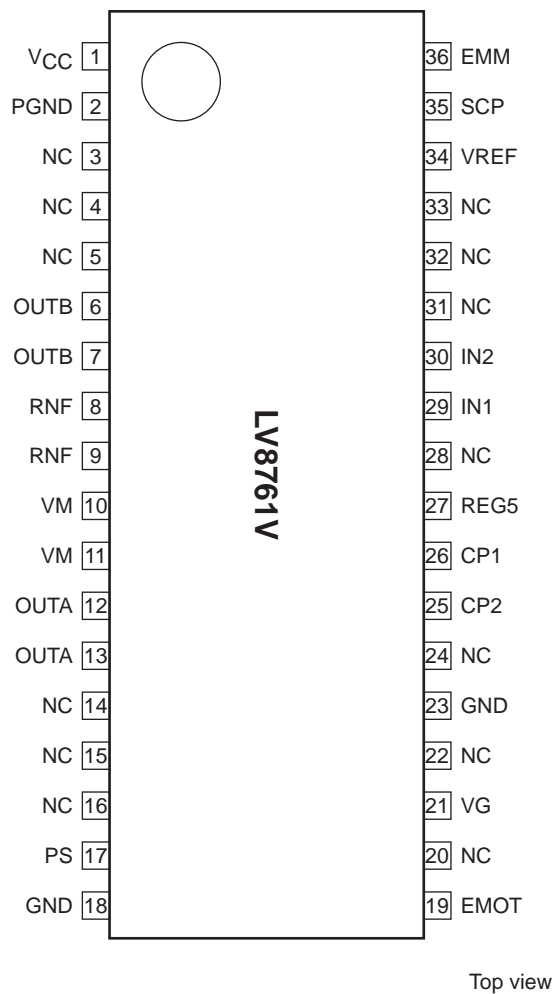 VCC 1 36 EMM
PGND 2 35 SCP
NC 3 34 VREF
NC 4 33 NC
NC 5 32 NC
OUTB 6 31 NC
OUTB 7 30 IN2
RNF 8 29 IN1
RNF 9 28 NC
VM 10 27 REG5
VM 11 26 CP1
OUTA 12 25 CP2
OUTA 13 24 NC
NC 14 23 GND
NC 15 22 NC
NC 16 21 VG
PS 17 20 NC
GND 18 19 EMOT
LV8761V
Top view